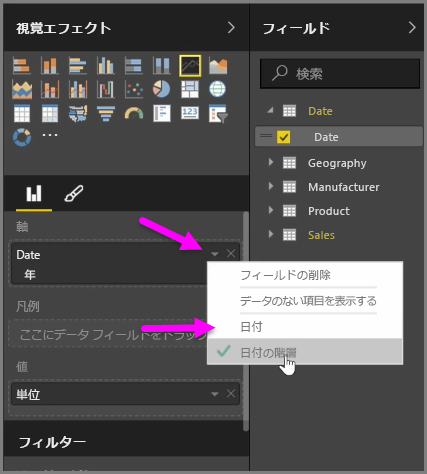 視覚エフェクト
フィールド
検索
Date
Date
Geography
Manufacturer
Product
Sales
軸
Date
年
凡例
ここにデータ フィールドをドラッグ
値
単位
フィルター
フィールドの削除
データのない項目を表示する
日付
日付の階層